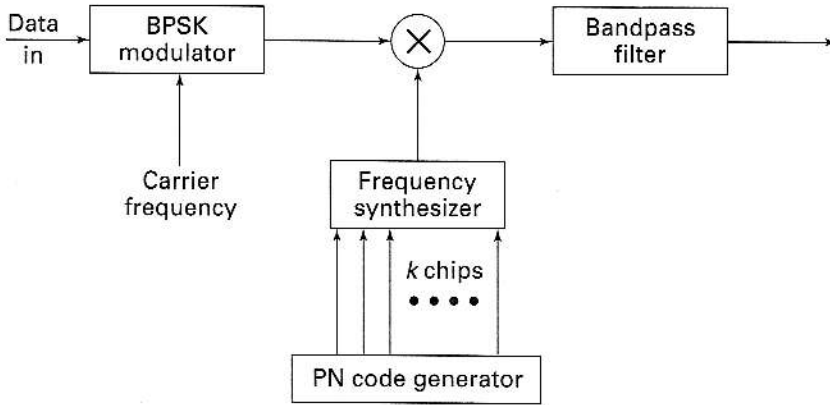 Data
in
BPSK
modulator
Bandpass
filter
Carrier
frequency
Frequency
synthesizer
k chips
PN code generator